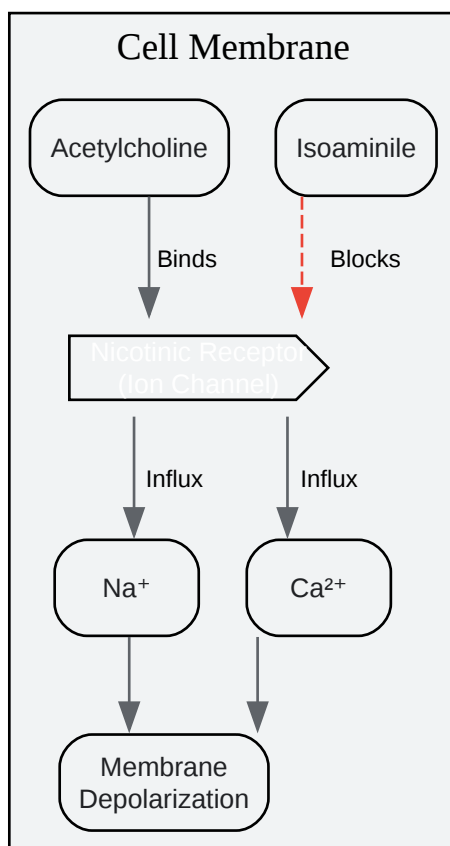 Cell Membrane
Acetylcholine
Isoaminile
Binds
Blocks
Nicotinic Receptor
(Ion Channel)
Influx
Influx
Na⁺
Ca²⁺
Membrane
Depolarization